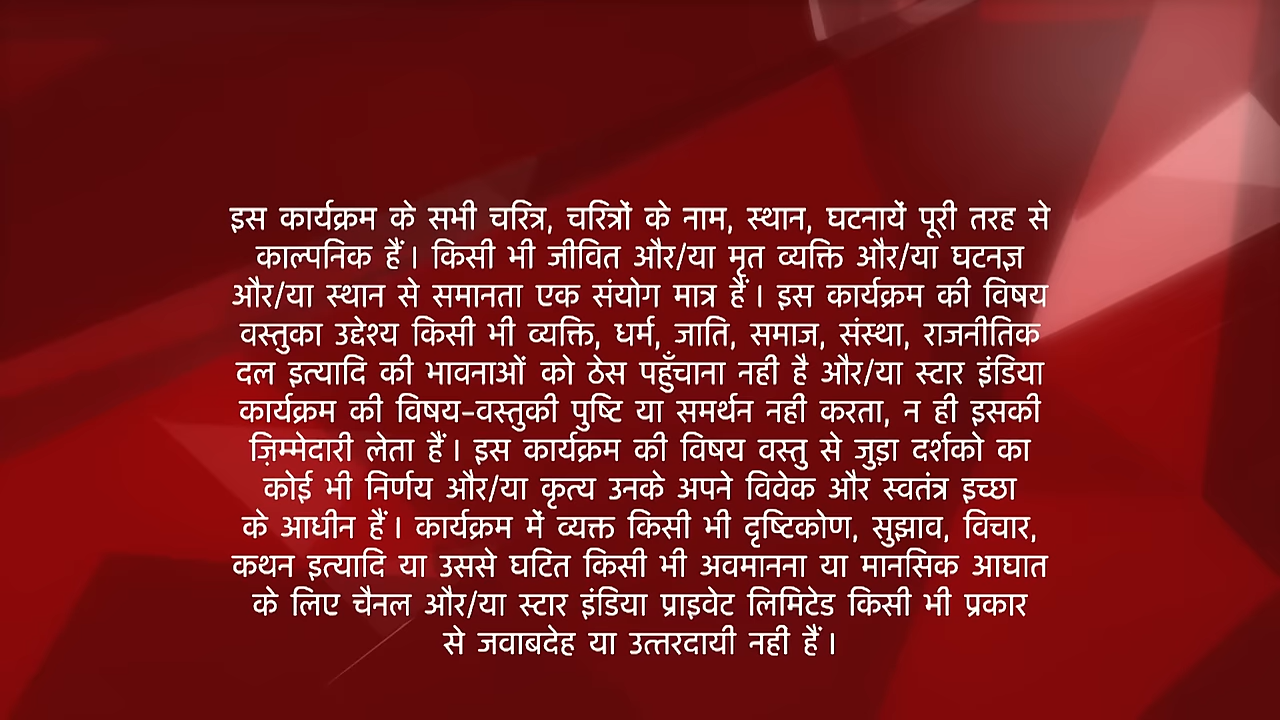 इस कार्यक्रम के सभी चरित्र, चरित्रों के नाम, स्थान, घटनायें पूरी तरह से
काल्पनिक हैं। किसी भी जीवित और/या मृत व्यक्ति और/या घटनज्ञ
और/या स्थान से समानता एक संयोग मात्र हैं। इस कार्यक्रम की विषय
वस्तुका उद्देश्य किसी भी व्यक्ति, धर्म, जाति, समाज, संस्था, राजनीतिक
दल इत्यादि की भावनाओं को ठेस पहुँचाना नही है और/या स्टार इंडिया
कार्यक्रम की विषय-वस्तुकी पुष्टि या समर्थन नही करता, न ही इसकी
ज़िम्मेदारी लेता हैं। इस कार्यक्रम की विषय वस्तु से जुड़ा दर्शको का
कोई भी निर्णय और/या कृत्य उनके अपने विवेक और स्वतंत्र इच्छा
के आधीन हैं। कार्यक्रम में व्यक्त किसी भी दृष्टिकोण, सुझाव, विचार,
कथन इत्यादि या उससे घटित किसी भी अवमानना या मानसिक आघात
के लिए चैनल और/या स्टार इंडिया प्राइवेट लिमिटेड किसी भी प्रकार
से जवाबदेह या उत्तरदायी नही हैं।